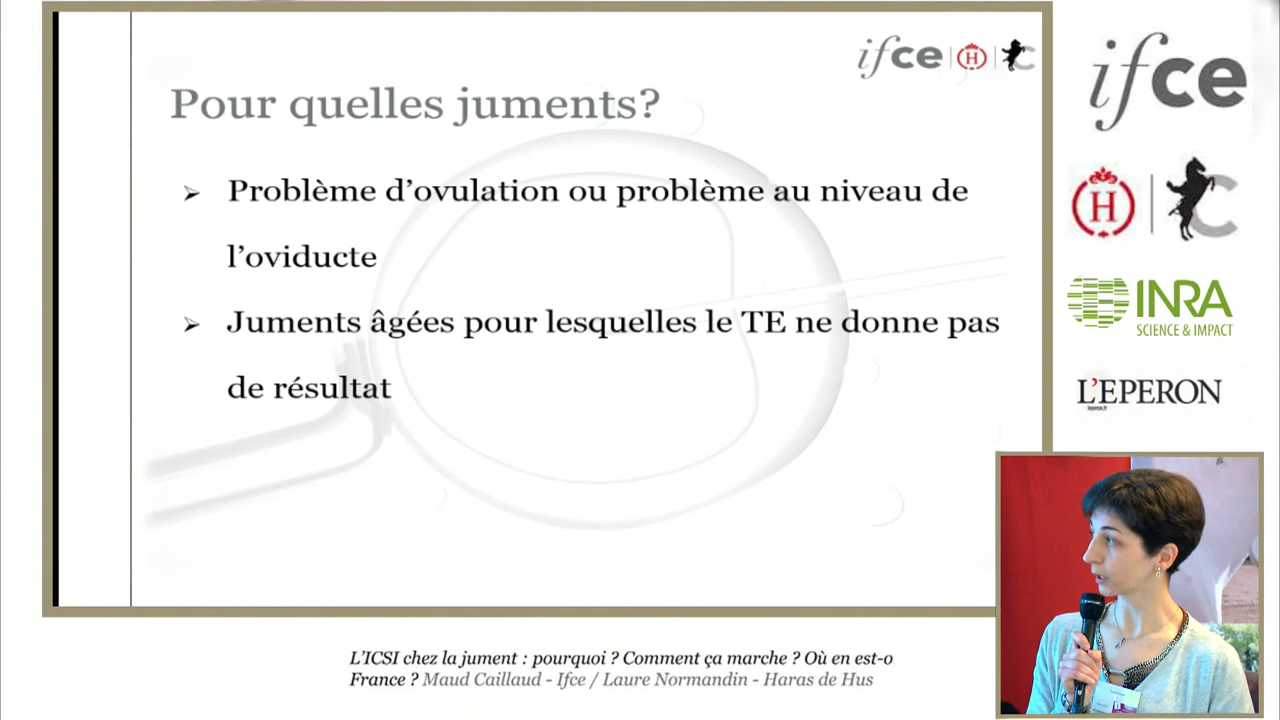 ifce
H
C
Pour quelles juments?
Problème d'ovulation ou problème au niveau de
l'oviducte
Juments âgées pour lesquelles le TE ne donne pas
de résultat
ifce
H
C
INRA
SCIENCE & IMPACT
L'EPERON
leperon.fr
L'ICSI chez la jument : pourquoi ? Comment ça marche ? Où en est-o
France ? Maud Caillaud - Ifce / Laure Normandin - Haras de Hus